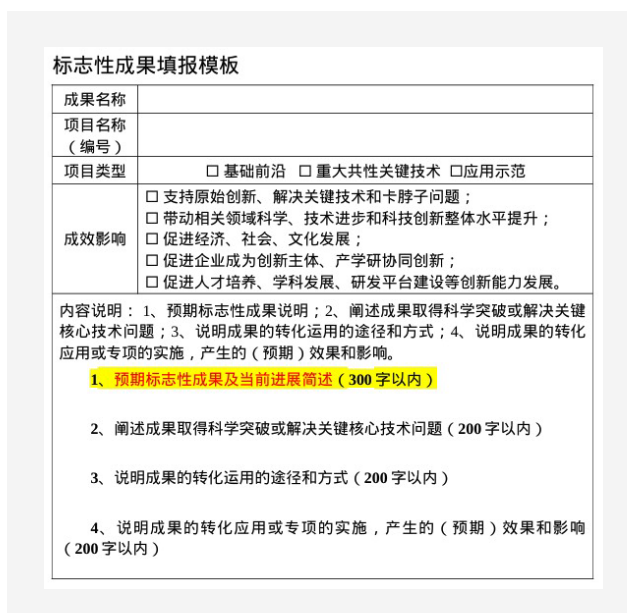 标志性成果填报模板
成果名称
项目名称
（编号）
项目类型
□ 基础前沿 □ 重大共性关键技术 □应用示范
成效影响
□ 支持原始创新、解决关键技术和卡脖子问题；
□ 带动相关领域科学、技术进步和科技创新整体水平提升；
□ 促进经济、社会、文化发展；
□ 促进企业成为创新主体、产学研协同创新；
□ 促进人才培养、学科发展、研发平台建设等创新能力发展。
内容说明： 1、预期标志性成果说明；2、阐述成果取得科学突破或解决关键
核心技术问题；3、说明成果的转化运用的途径和方式；4、说明成果的转化
应用或专项的实施，产生的（预期）效果和影响。
1、预期标志性成果及当前进展简述（300 字以内）
2、阐述成果取得科学突破或解决关键核心技术问题（200 字以内）
3、说明成果的转化运用的途径和方式（200 字以内）
4、说明成果的转化应用或专项的实施，产生的（预期）效果和影响
（200 字以内）